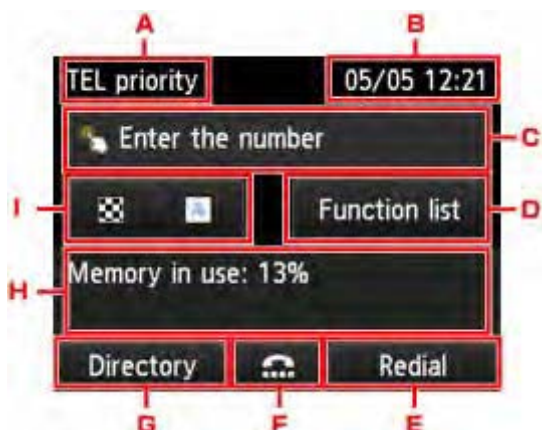 A B
TEL priority 05/05 12:21
Enter the number C
I Function list D
H Memory in use: 13%
Directory Redial
G F E